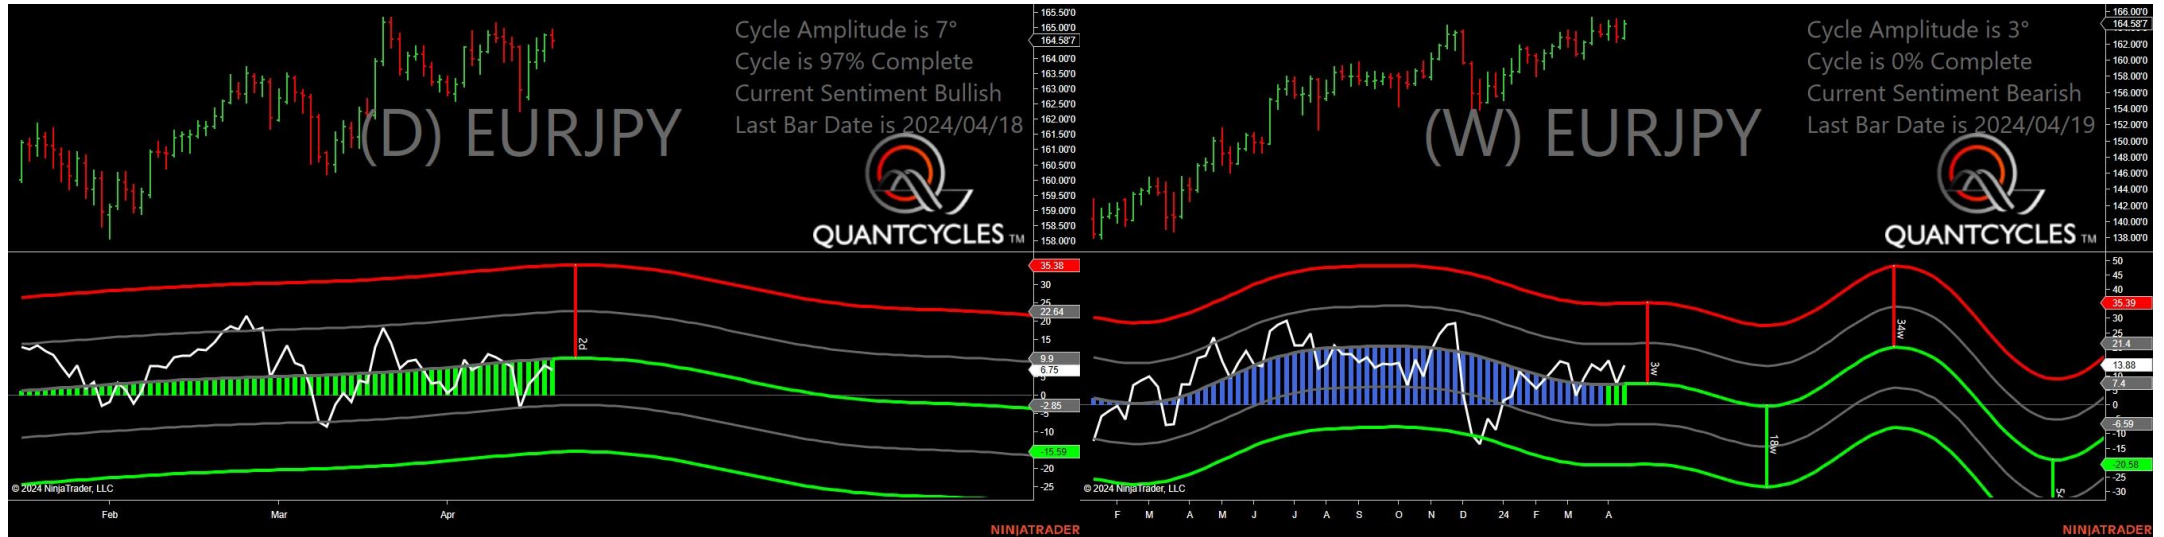 Cycle Amplitude is 7°
Cycle is 97% Complete
Current Sentiment Bullish
Last Bar Date is 2024/04/18
(D) EURJPY
QUANTCYCLES TM
165.50'0
165.00'0
164.58'7
164.00'0
163.50'0
163.00'0
162.50'0
162.00'0
161.50'0
161.00'0
160.50'0
160.00'0
159.50'0
159.00'0
158.50'0
158.00'0
35.38
30
25
22.64
20
15
9.9
6.75
5
0
-2.85
-5
-10
-15.59
-20
-25
2d
© 2024 NinjaTrader, LLC
Feb Mar Apr
NINJATRADER
Cycle Amplitude is 3°
Cycle is 0% Complete
Current Sentiment Bearish
Last Bar Date is 2024/04/19
(W) EURJPY
QUANTCYCLES TM
166.00'0
164.58'7
162.00'0
160.00'0
158.00'0
156.00'0
154.00'0
152.00'0
150.00'0
148.00'0
146.00'0
144.00'0
142.00'0
140.00'0
138.00'0
50
45
40
35.39
30
25
21.4
13.88
10
7.4
0
-6.59
-10
-15
-20.58
-25
-30
3w
18w
34w
© 2024 NinjaTrader, LLC
F M A M J J A S O N D 24 F M A
NINJATRADER